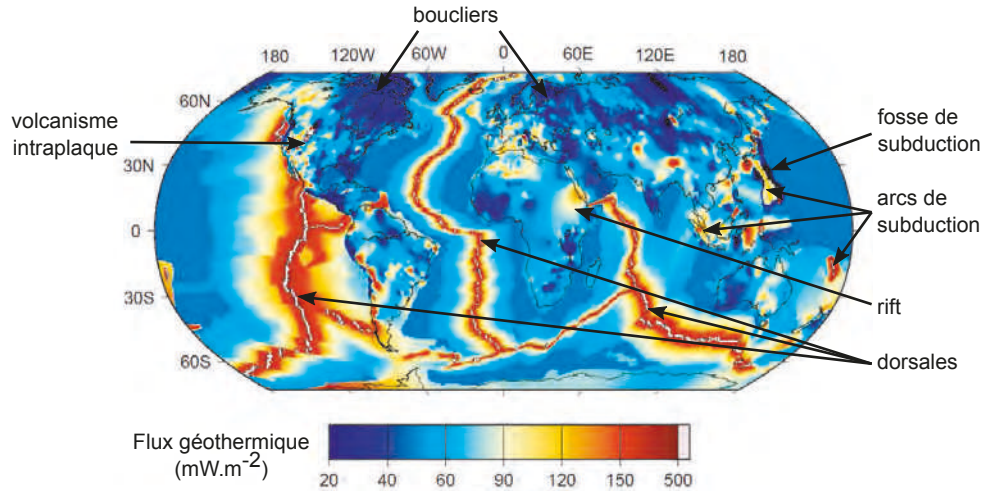 boucliers
180 120W 60W 0 60E 120E 180
60N
30N
0
30S
60S
volcanisme
intraplaque
fosse de
subduction
arcs de
subduction
rift
dorsales
Flux géothermique
(mW.m-2)
20 40 60 90 120 150 500